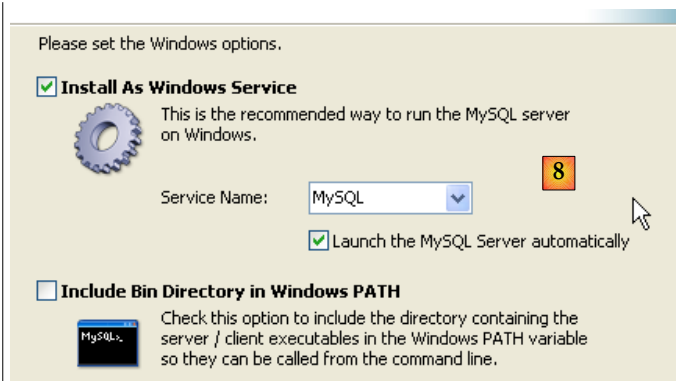 Please set the Windows options.
Install As Windows Service
This is the recommended way to run the MySQL server
on Windows.
8
Service Name:
MySQL
Launch the MySQL Server automatically
Include Bin Directory in Windows PATH
Check this option to include the directory containing the
MySQL>_
server / client executables in the Windows PATH variable
so they can be called from the command line.